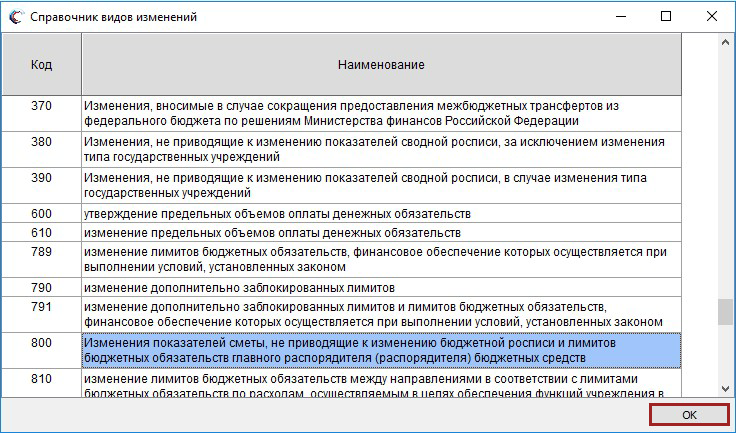 Справочник видов изменений
Код
Наименование
370
Изменения, вносимые в случае сокращения предоставления межбюджетных трансфертов из
федерального бюджета по решениям Министерства финансов Российской Федерации
380
Изменения, не приводящие к изменению показателей сводной росписи, за исключением изменения
типа государственных учреждений
390
Изменения, не приводящие к изменению показателей сводной росписи, в случае изменения типа
государственных учреждений
600
утверждение предельных объемов оплаты денежных обязательств
610
изменение предельных объемов оплаты денежных обязательств
789
изменение лимитов бюджетных обязательств, финансовое обеспечение которых осуществляется при
выполнении условий, установленных законом
790
изменение дополнительно заблокированных лимитов
791
изменение дополнительно заблокированных лимитов и лимитов бюджетных обязательств,
финансовое обеспечение которых осуществляется при выполнении условий, установленных законом
800
Изменения показателей сметы, не приводящие к изменению бюджетной росписи и лимитов
бюджетных обязательств главного распорядителя (распорядителя) бюджетных средств
810
изменение лимитов бюджетных обязательств между направлениями в соответствии с лимитами
бюджетных обязательств по расходам, осуществляемым в целях обеспечения функций учреждения в
OK